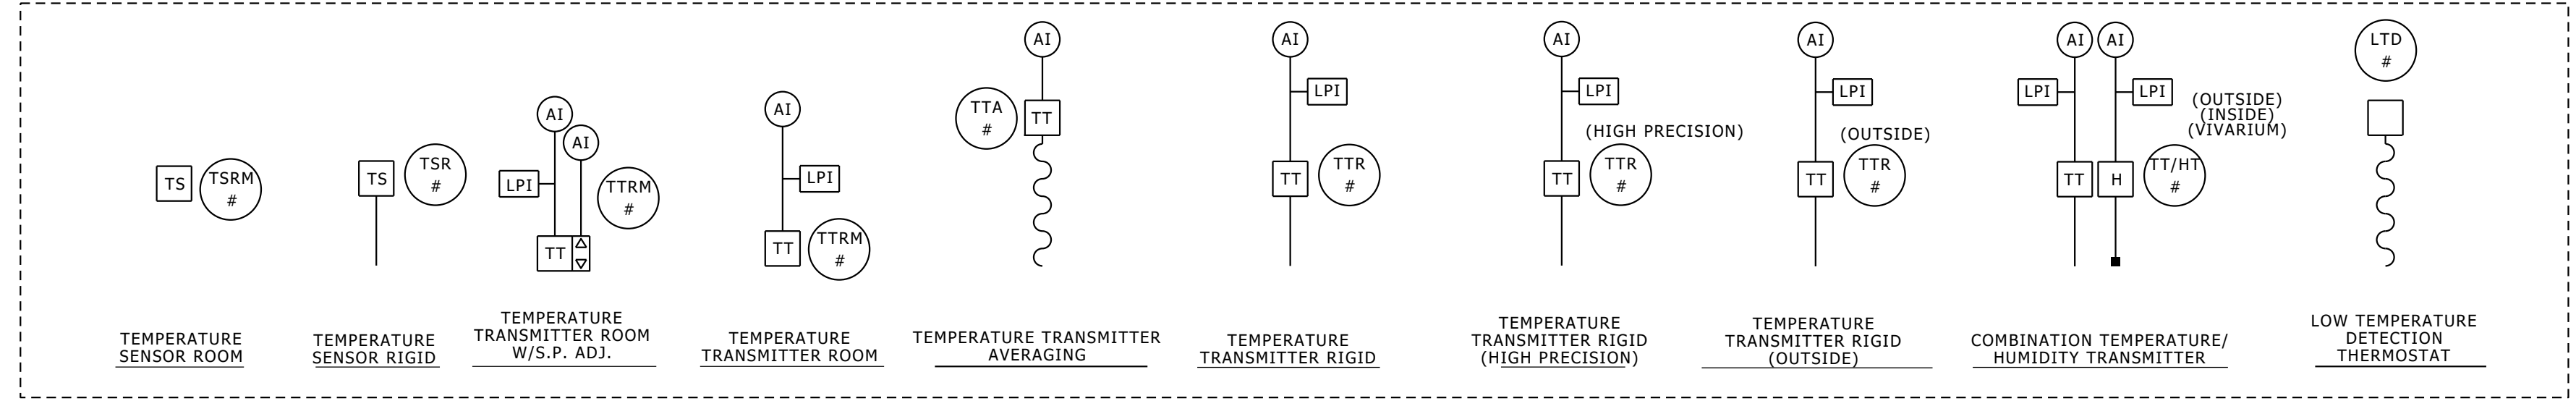 TS
TSRM
#
TEMPERATURE
SENSOR ROOM
TS
TSR
#
TEMPERATURE
SENSOR RIGID
AI
AI
LPI
TTRM
#
TT
TEMPERATURE
TRANSMITTER ROOM
W/S.P. ADJ.
AI
LPI
TT
TTRM
#
TEMPERATURE
TRANSMITTER ROOM
AI
TTA
#
TT
TEMPERATURE TRANSMITTER
AVERAGING
AI
LPI
TT
TTR
#
TEMPERATURE
TRANSMITTER RIGID
AI
LPI
(HIGH PRECISION)
TT
TTR
#
TEMPERATURE
TRANSMITTER RIGID
(HIGH PRECISION)
AI
LPI
(OUTSIDE)
TT
TTR
#
TEMPERATURE
TRANSMITTER RIGID
(OUTSIDE)
AI
AI
LPI
LPI
(OUTSIDE)
(INSIDE)
(VIVARIUM)
TT
H
TT/HT
#
COMBINATION TEMPERATURE/
HUMIDITY TRANSMITTER
LTD
#
LOW TEMPERATURE
DETECTION
THERMOSTAT